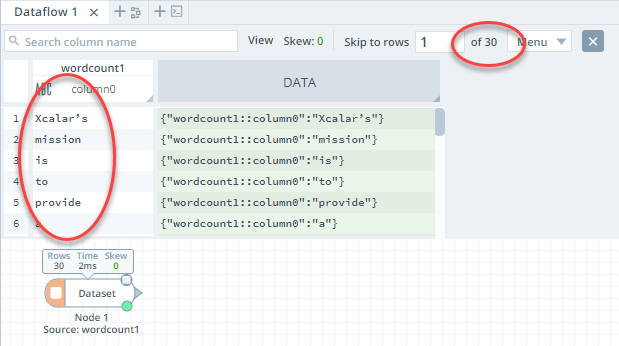 Dataflow 1
Search column name
View Skew: 0 Skip to rows 1 of 30 Menu
wordcount1
ABC column0 DATA
1 Xcalar’s {"wordcount1::column0":"Xcalar's"}
2 mission {"wordcount1::column0":"mission"}
3 is {"wordcount1::column0":"is"}
4 to {"wordcount1::column0":"to"}
5 provide {"wordcount1::column0":"provide"}
6 a {"wordcount1::column0":"a"}
Rows Time Skew
30 2ms 0
Dataset
Node 1
Source: wordcount1